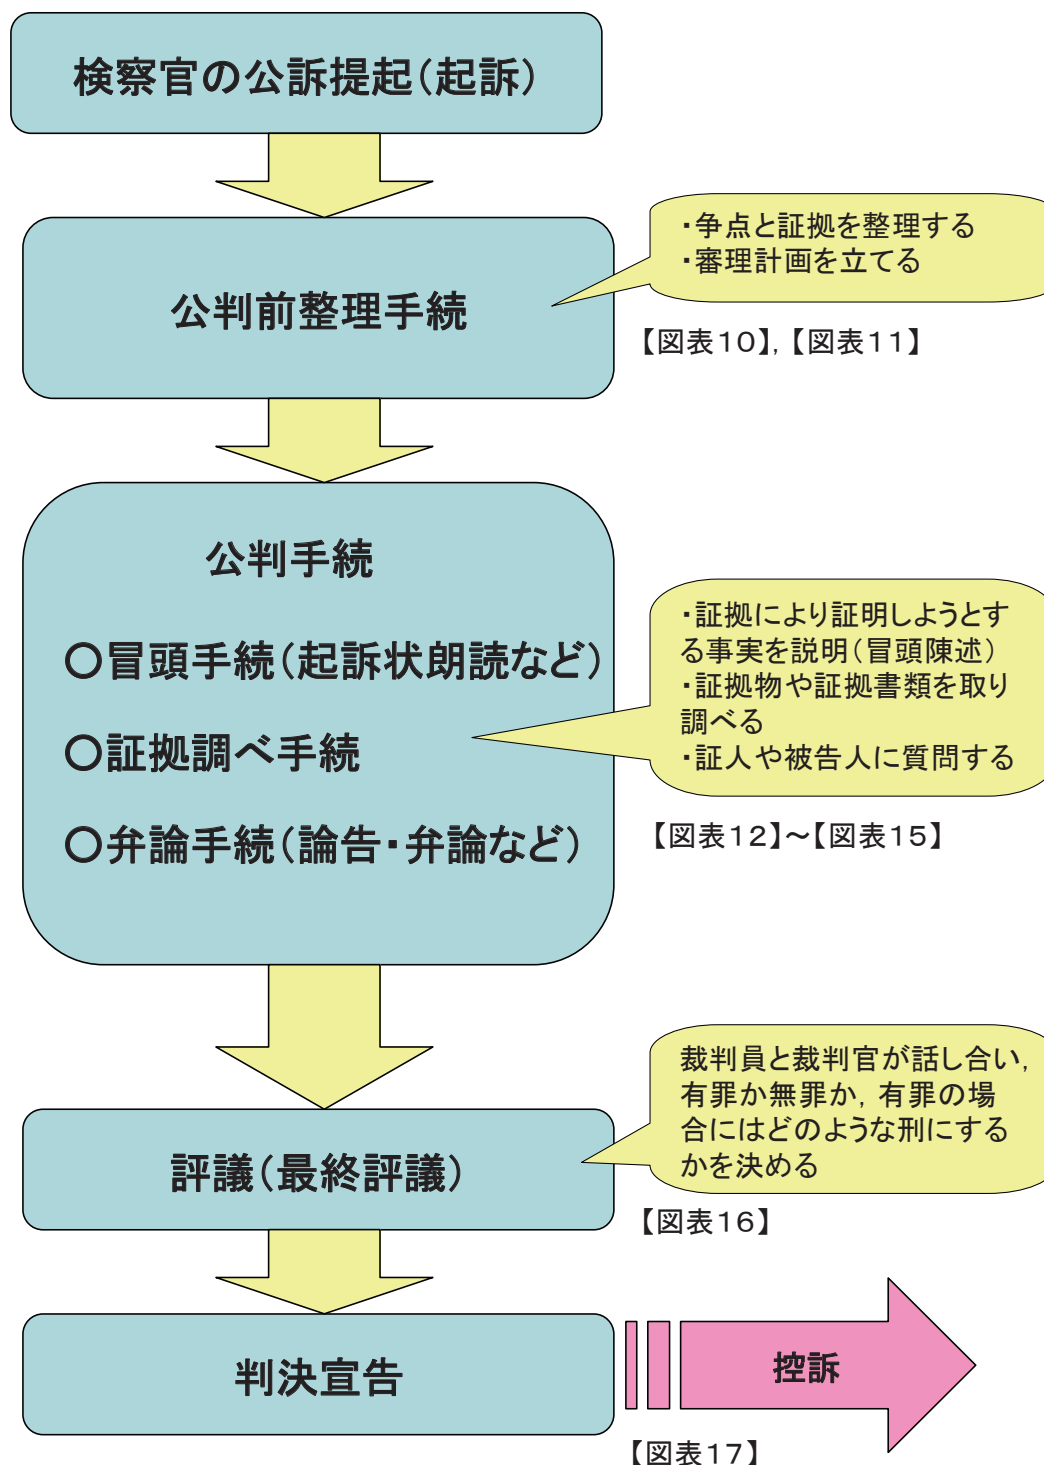 検察官の公訴提起(起訴)
・争点と証拠を整理する
・審理計画を立てる
公判前整理手続
【図表10】,【図表11】
公判手続
○冒頭手続(起訴状朗読など)
○証拠調べ手続
○弁論手続(論告・弁論など)
・証拠により証明しようとす
る事実を説明(冒頭陳述)
・証拠物や証拠書類を取り
調べる
・証人や被告人に質問する
【図表12】~【図表15】
裁判員と裁判官が話し合い,
有罪か無罪か, 有罪の場
合にはどのような刑にする
かを決める
評議(最終評議)
【図表16】
判決宣告
控訴
【図表17】